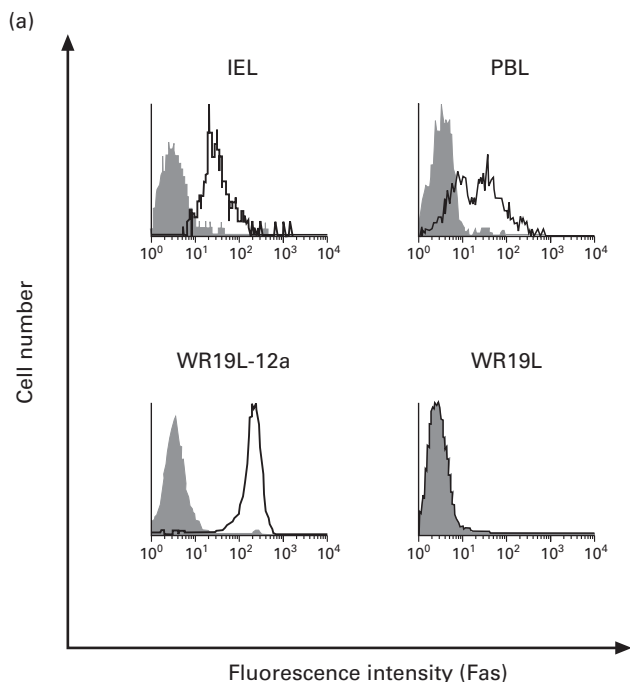 (a)
IEL
PBL
10⁰ 10¹ 10² 10³ 10⁴
10⁰ 10¹ 10² 10³ 10⁴
WR19L-12a
WR19L
10⁰ 10¹ 10² 10³ 10⁴
10⁰ 10¹ 10² 10³ 10⁴
Cell number
Fluorescence intensity (Fas)